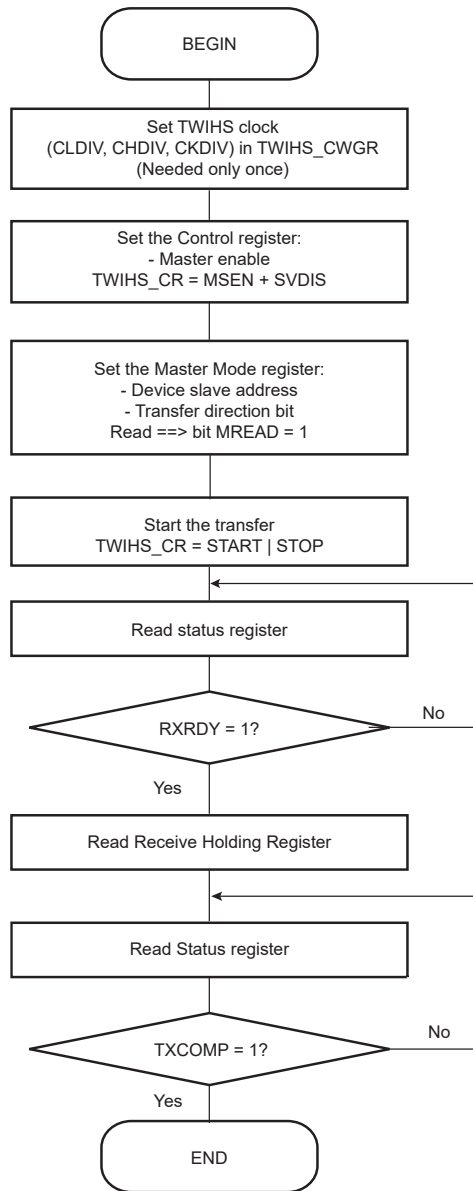 BEGIN
Set TWIHS clock
(CLDIV, CHDIV, CKDIV) in TWIHS_CWGR
(Needed only once)
Set the Control register:
- Master enable
TWIHS_CR = MSEN + SVDIS
Set the Master Mode register:
- Device slave address
- Transfer direction bit
Read ==> bit MREAD = 1
Start the transfer
TWIHS_CR = START | STOP
Read status register
RXRDY = 1?
No
Yes
Read Receive Holding Register
Read Status register
TXCOMP = 1?
No
Yes
END